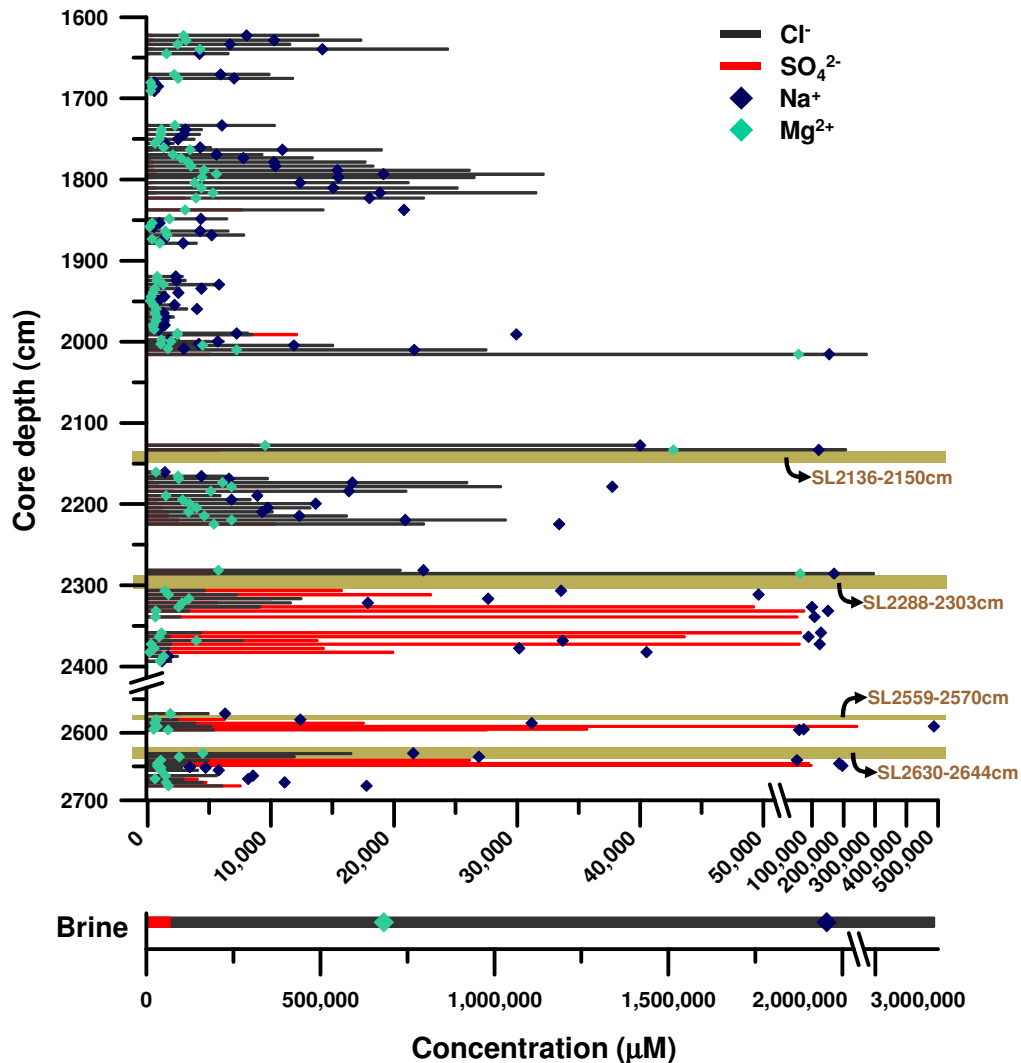 1600
1700
1800
1900
2000
2100
2200
2300
2400
2600
2700
Core depth (cm)
Cl⁻
SO₄²⁻
Na⁺
Mg²⁺
SL2136-2150cm
SL2288-2303cm
SL2559-2570cm
SL2630-2644cm
0
10,000
20,000
30,000
40,000
50,000
100,000
200,000
300,000
400,000
500,000
Brine
0
500,000
1,000,000
1,500,000
2,000,000
3,000,000
Concentration (μM)